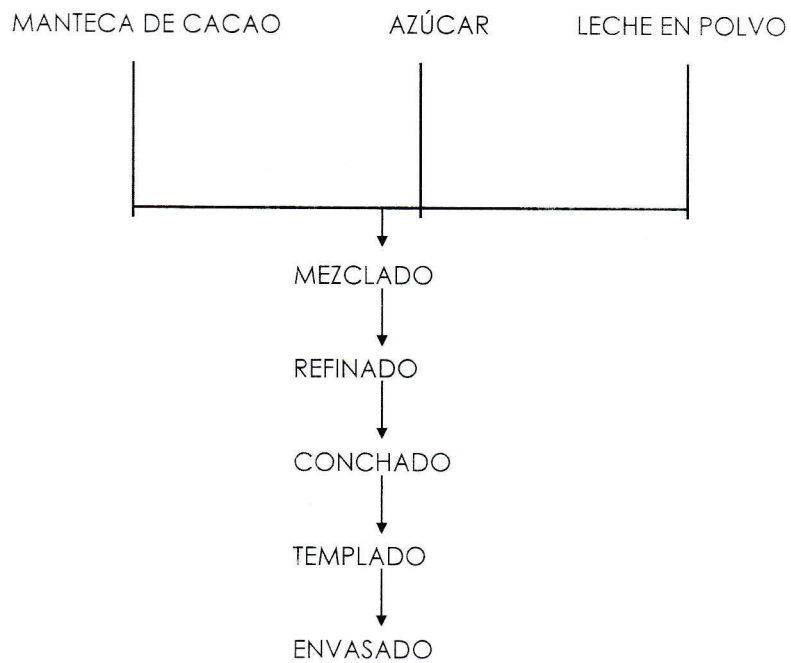 MANTECA DE CACAO AZÚCAR LECHE EN POLVO
MEZCLADO
REFINADO
CONCHADO
TEMPLADO
ENVASADO